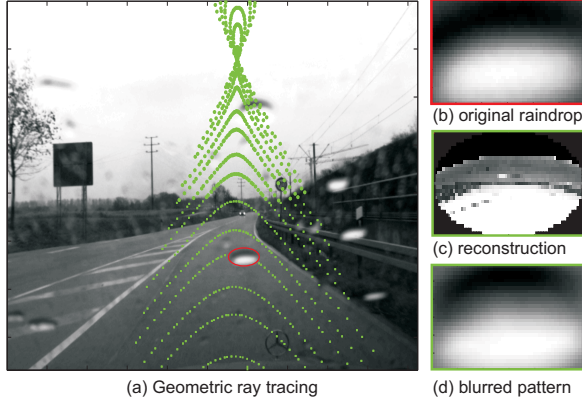 (b) original raindrop
(c) reconstruction
(a) Geometric ray tracing
(d) blurred pattern